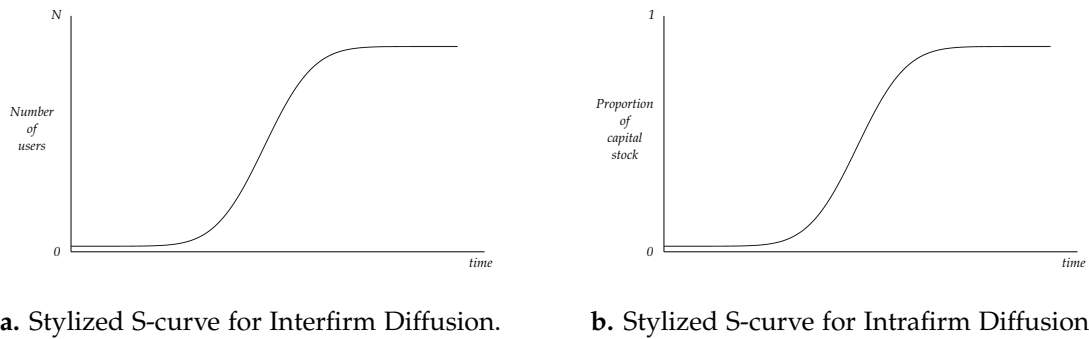 N
Number
of
users
0
time
a. Stylized S-curve for Interfirm Diffusion.
1
Proportion
of
capital
stock
0
time
b. Stylized S-curve for Intrafirm Diffusion